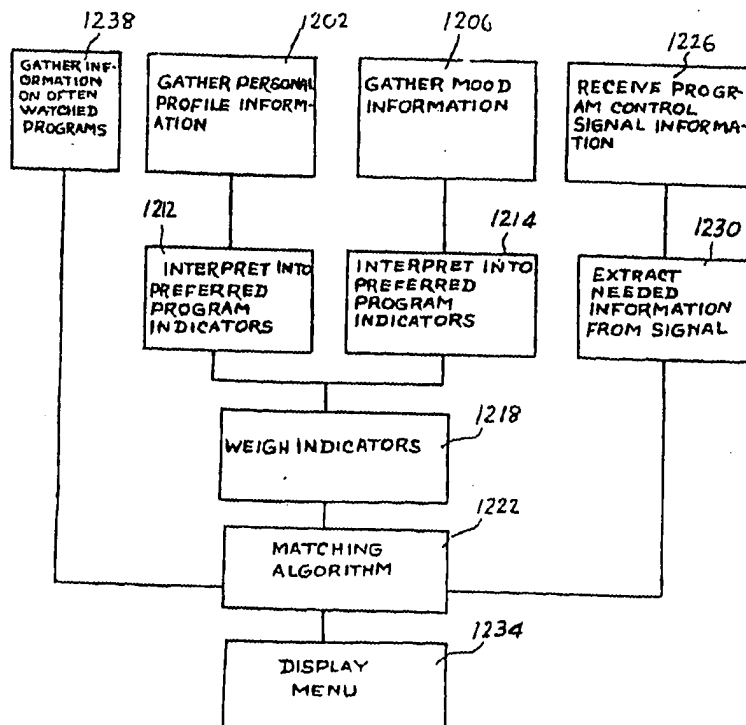 1238
GATHER IN-
FORMATION
ON OFTEN
WATCHED
PROGRAMS
1202
GATHER PERSONAL
PROFILE INFORM-
ATION
1206
GATHER MOOD
INFORMATION
1226
RECEIVE PROGR-
AM CONTROL
SIGNAL INFORMA-
TION
1212
INTERPRET INTO
PREFERRED
PROGRAM
INDICATORS
1214
INTERPRET INTO
PREFERRED
PROGRAM
INDICATORS
1230
EXTRACT
NEEDED
INFORMATION
FROM SIGNAL
1218
WEIGH INDICATORS
1222
MATCHING
ALGORITHM
1234
DISPLAY
MENU